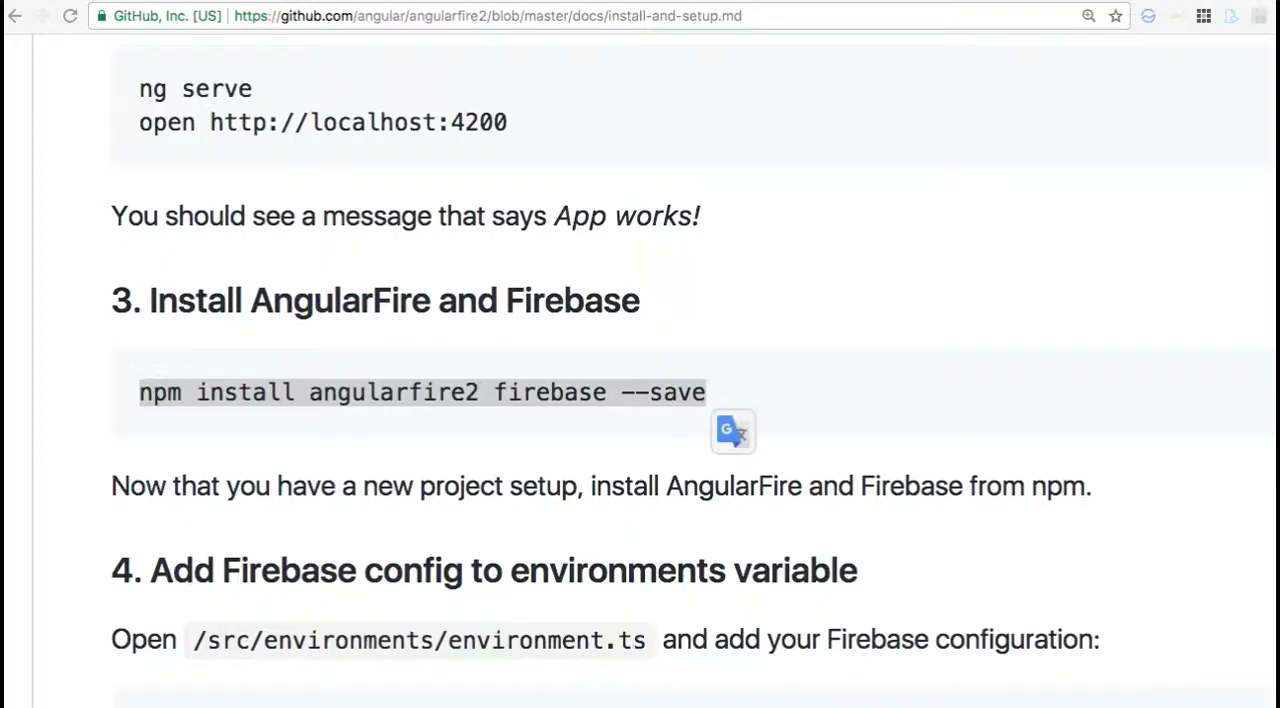 GitHub, Inc. [US] | https://github.com/angular/angularfire2/blob/master/docs/install-and-setup.md
ng serve
open http://localhost:4200
You should see a message that says App works!
3. Install AngularFire and Firebase
npm install angularfire2 firebase --save
G 文
Now that you have a new project setup, install AngularFire and Firebase from npm.
4. Add Firebase config to environments variable
Open /src/environments/environment.ts and add your Firebase configuration: